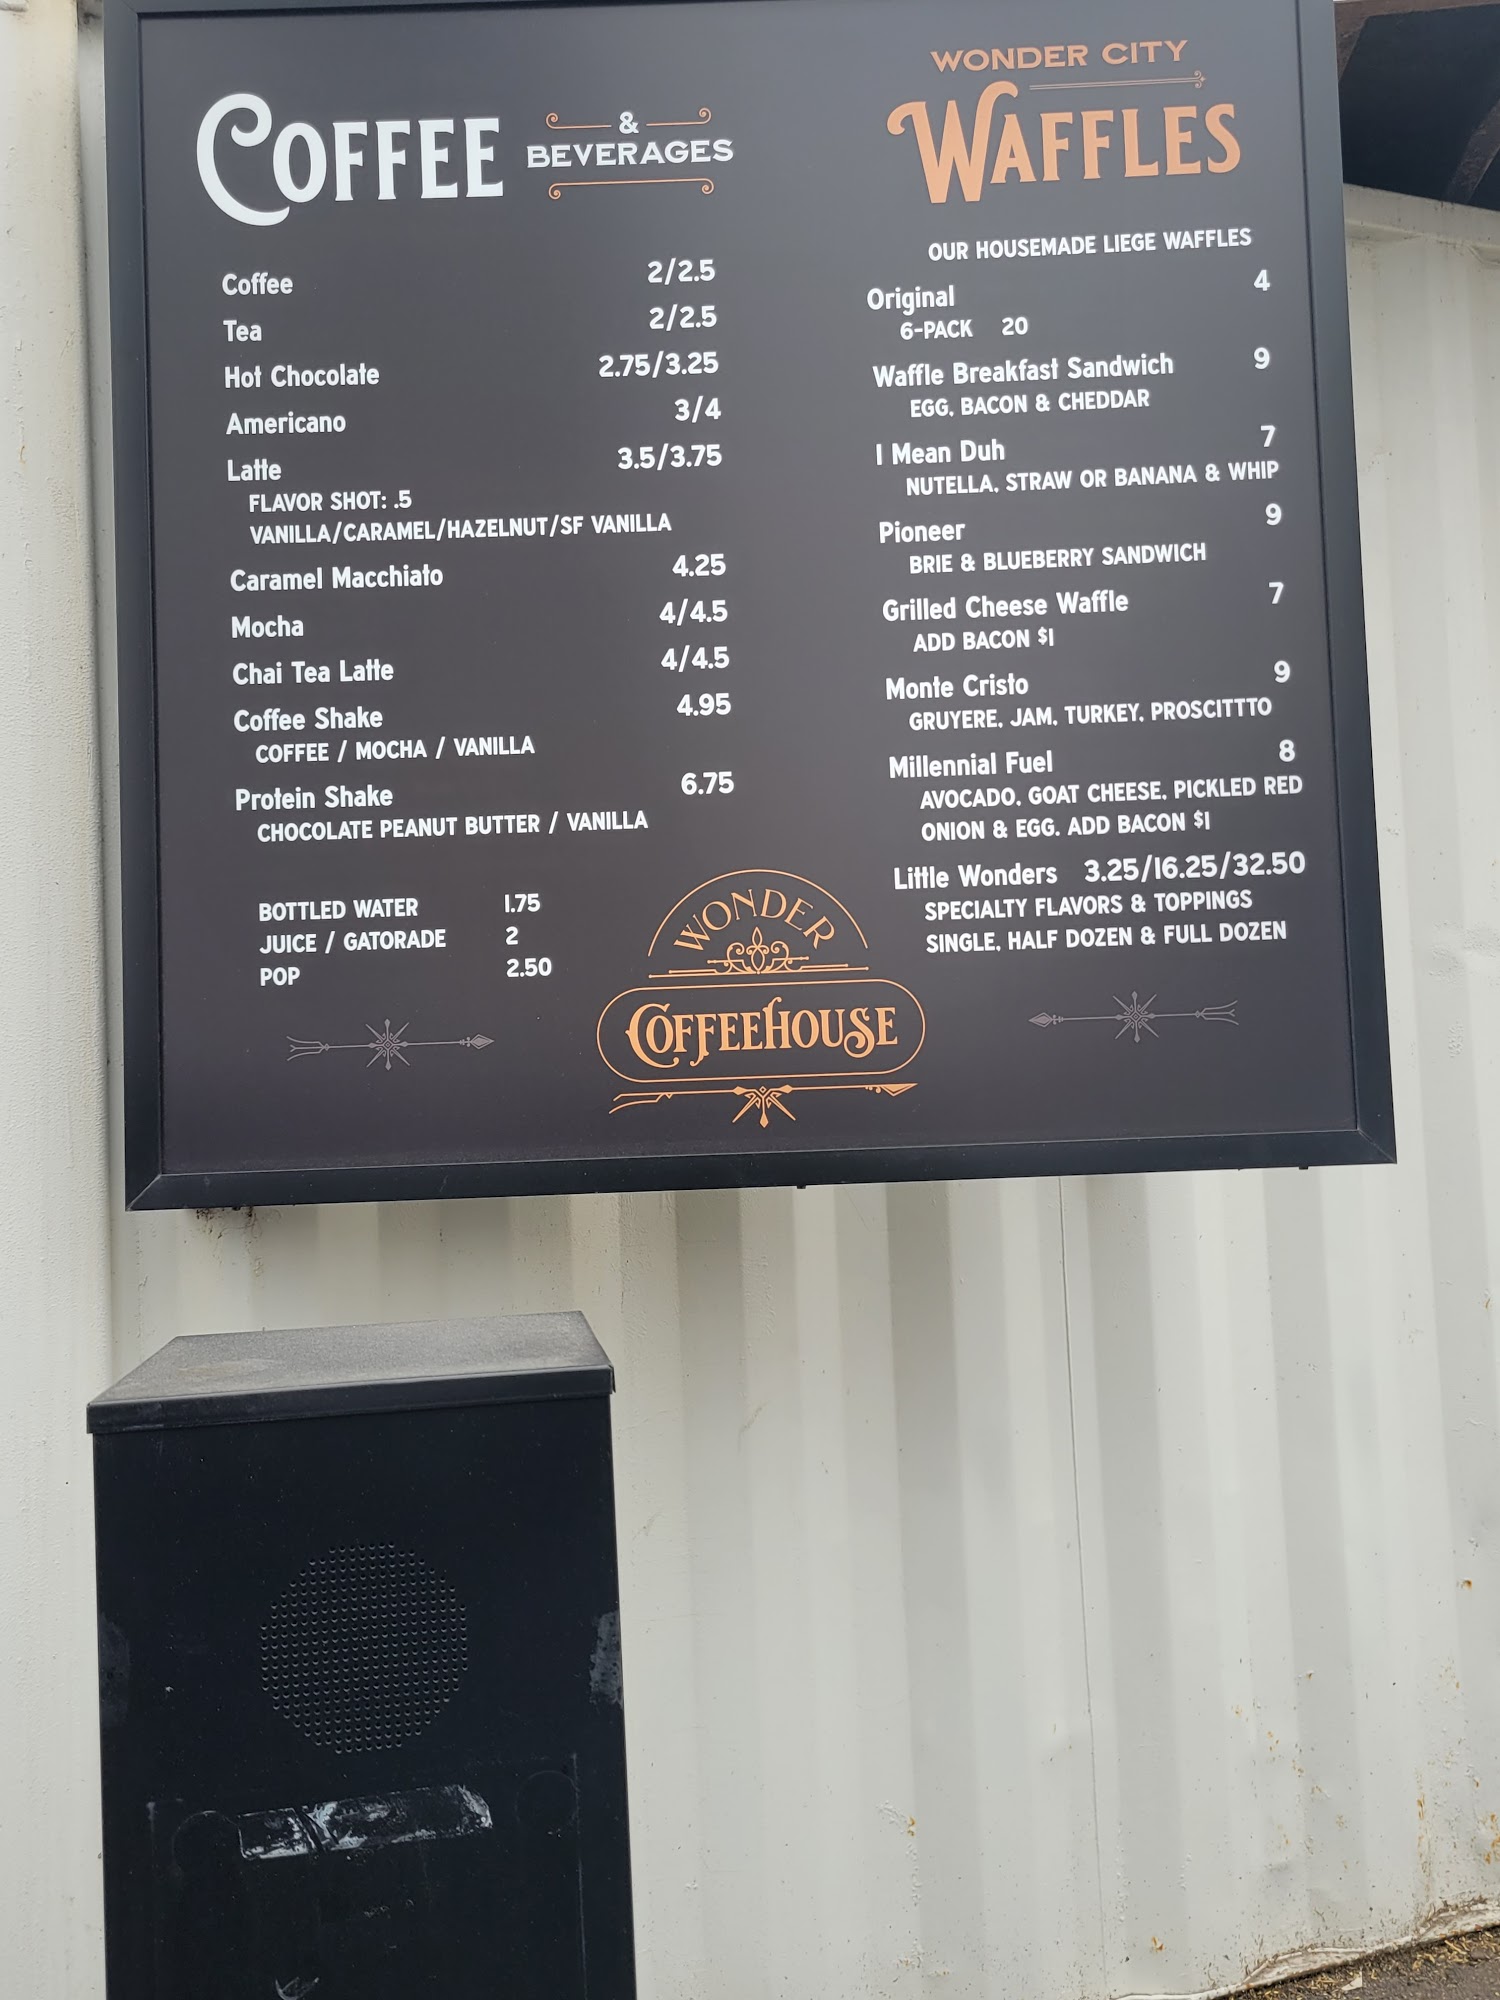 COFFEE & BEVERAGES
Coffee 2/2.5
Tea 2/2.5
Hot Chocolate 2.75/3.25
Americano 3/4
Latte 3.5/3.75
FLAVOR SHOT: .5
VANILLA/CARAMEL/HAZELNUT/SF VANILLA
Caramel Macchiato 4.25
Mocha 4/4.5
Chai Tea Latte 4/4.5
Coffee Shake 4.95
COFFEE / MOCHA / VANILLA
Protein Shake 6.75
CHOCOLATE PEANUT BUTTER / VANILLA
BOTTLED WATER 1.75
JUICE / GATORADE 2
POP 2.50
WONDER CITY
WAFFLES
OUR HOUSEMADE LIEGE WAFFLES
Original 4
6-PACK 20
Waffle Breakfast Sandwich 9
EGG, BACON & CHEDDAR
I Mean Duh 7
NUTELLA, STRAW OR BANANA & WHIP
Pioneer 9
BRIE & BLUEBERRY SANDWICH
Grilled Cheese Waffle 7
ADD BACON $1
Monte Cristo 9
GRUYERE, JAM, TURKEY, PROSCITTTO
Millennial Fuel 8
AVOCADO, GOAT CHEESE, PICKLED RED
ONION & EGG. ADD BACON $1
Little Wonders 3.25/16.25/32.50
SPECIALTY FLAVORS & TOPPINGS
SINGLE, HALF DOZEN & FULL DOZEN
WONDER
COFFEEHOUSE